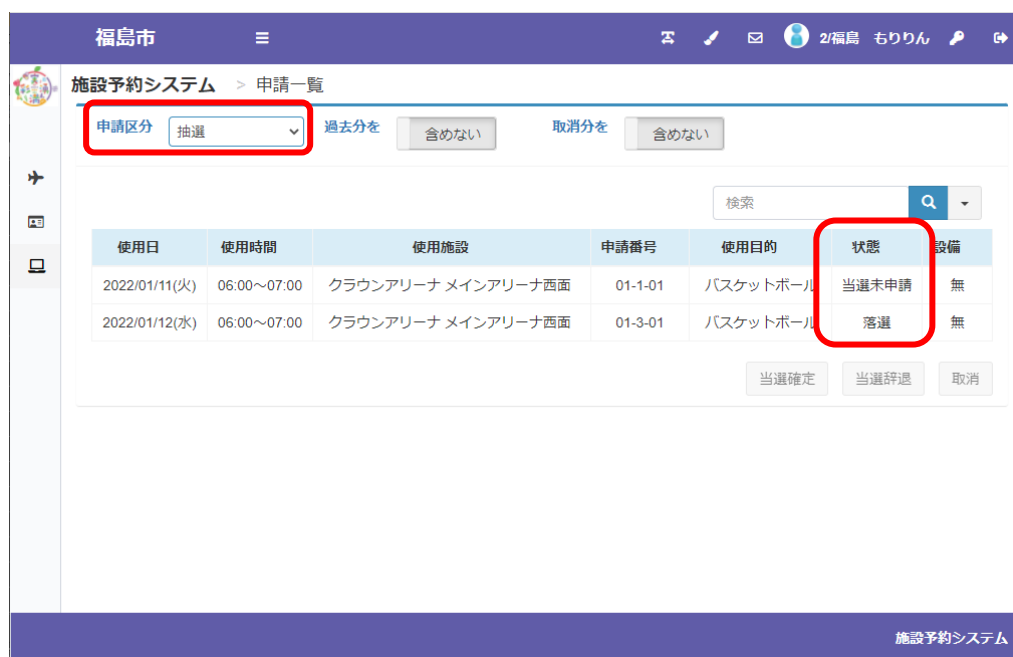 福島市 2/福島 もりりん
施設予約システム > 申請一覧
申請区分 抽選 過去分を 含めない 取消分を 含めない
検索
使用日 使用時間 使用施設 申請番号 使用目的 状態 設備
2022/01/11(火) 06:00～07:00 クラウンアリーナ メインアリーナ西面 01-1-01 バスケットボール 当選未申請 無
2022/01/12(水) 06:00～07:00 クラウンアリーナ メインアリーナ西面 01-3-01 バスケットボール 落選 無
当選確定 当選辞退 取消
施設予約システム